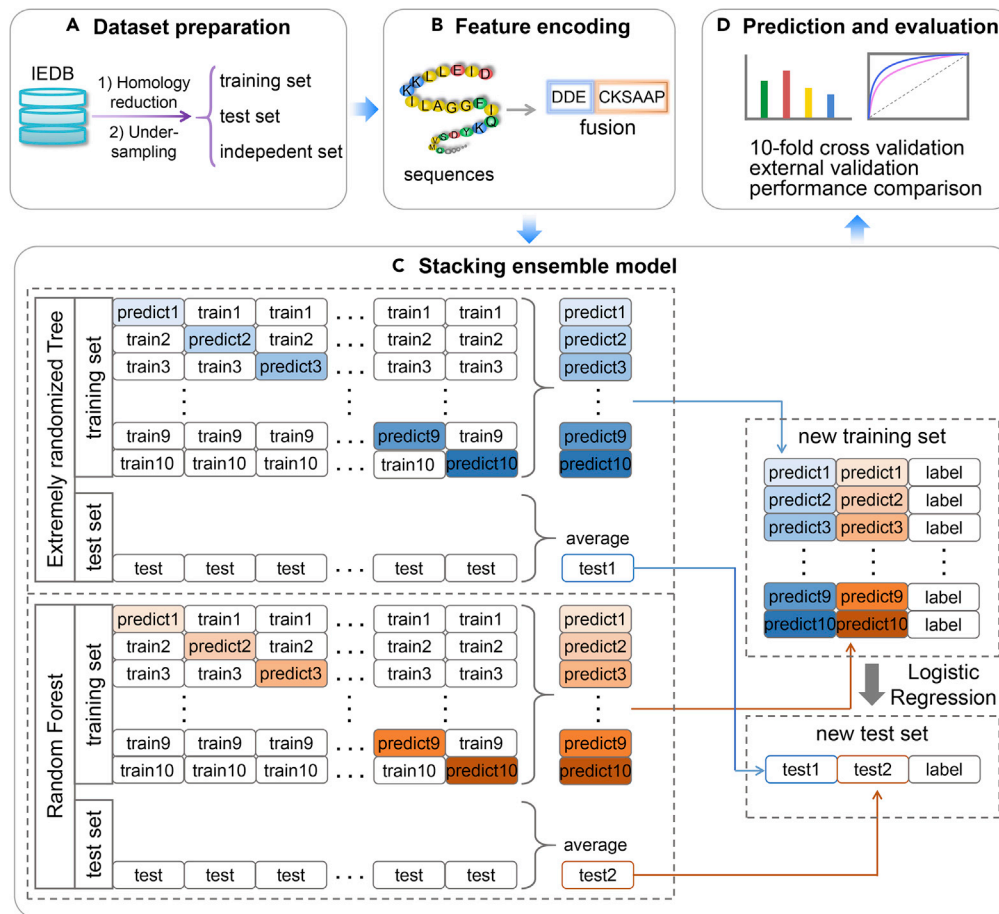 A Dataset preparation
IEDB
1) Homology
reduction
2) Under-
sampling
training set
test set
indepedent set
B Feature encoding
KKLLEID
ILAGGFI
sequences
DDE CKSAAP
fusion
D Prediction and evaluation
10-fold cross validation
external validation
performance comparison
C Stacking ensemble model
Extremely randomized Tree
training set
predict1 train1 train1 ... train1 train1 predict1
train2 predict2 train2 ... train2 train2 predict2
train3 train3 predict3 ... train3 train3 predict3
train9 train9 train9 ... predict9 train9 predict9
train10 train10 train10 ... train10 predict10 predict10
test set
average
test test test ... test test test1
Random Forest
training set
predict1 train1 train1 ... train1 train1 predict1
train2 predict2 train2 ... train2 train2 predict2
train3 train3 predict3 ... train3 train3 predict3
train9 train9 train9 ... predict9 train9 predict9
train10 train10 train10 ... train10 predict10 predict10
test set
average
test test test ... test test test2
new training set
predict1 predict1 label
predict2 predict2 label
predict3 predict3 label
predict9 predict9 label
predict10 predict10 label
Logistic
Regression
new test set
test1 test2 label